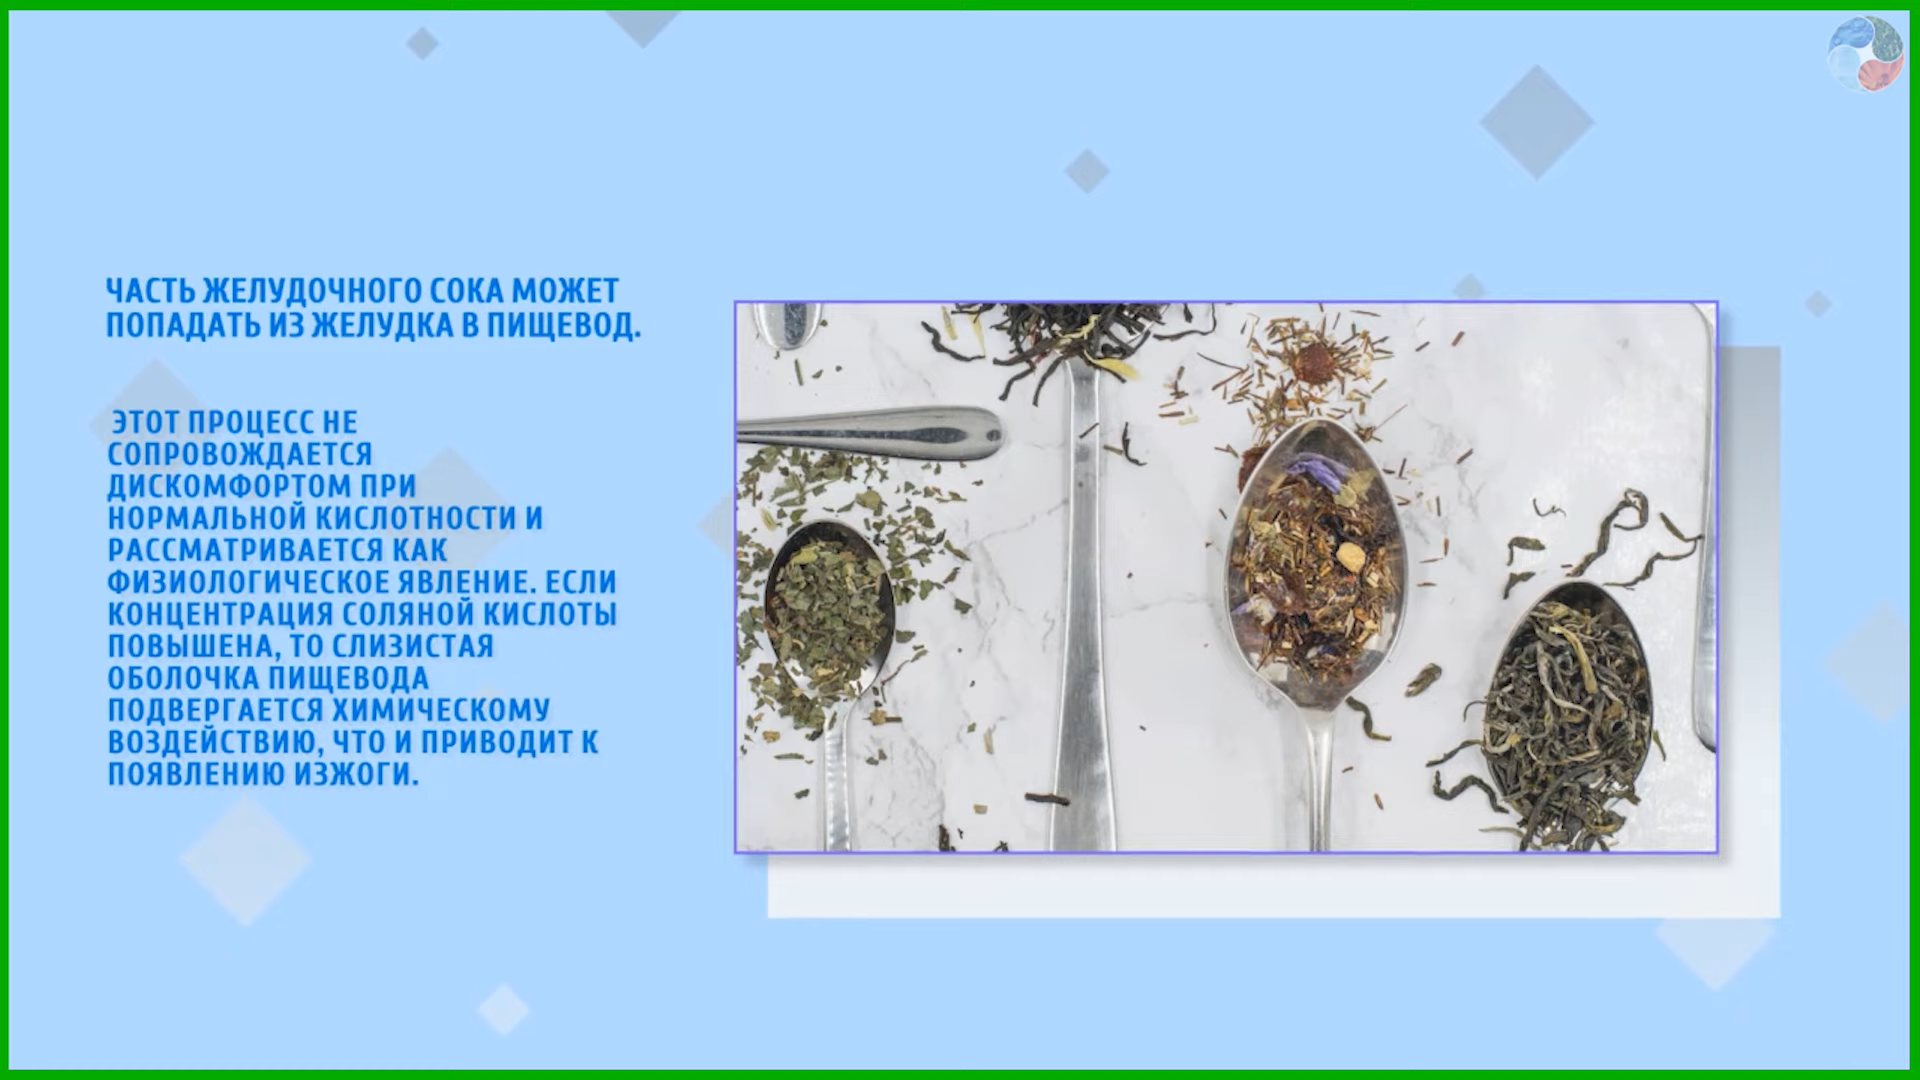 ЧАСТЬ ЖЕЛУДОЧНОГО СОКА МОЖЕТ
ПОПАДАТЬ ИЗ ЖЕЛУДКА В ПИЩЕВОД.
ЭТОТ ПРОЦЕСС НЕ
СОПРОВОЖДАЕТСЯ
ДИСКОМФОРТОМ ПРИ
НОРМАЛЬНОЙ КИСЛОТНОСТИ И
РАССМАТРИВАЕТСЯ КАК
ФИЗИОЛОГИЧЕСКОЕ ЯВЛЕНИЕ. ЕСЛИ
КОНЦЕНТРАЦИЯ СОЛЯНОЙ КИСЛОТЫ
ПОВЫШЕНА, ТО СЛИЗИСТАЯ
ОБОЛОЧКА ПИЩЕВОДА
ПОДВЕРГАЕТСЯ ХИМИЧЕСКОМУ
ВОЗДЕЙСТВИЮ, ЧТО И ПРИВОДИТ К
ПОЯВЛЕНИЮ ИЗЖОГИ.